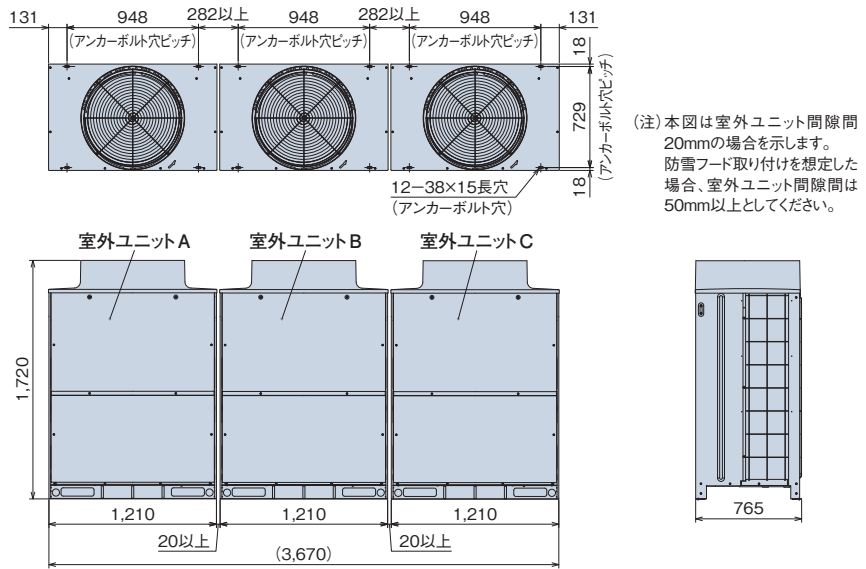 131 948 282以上 948 282以上 948 131
(アンカーボルト穴ピッチ) (アンカーボルト穴ピッチ) (アンカーボルト穴ピッチ)
18
729
(アンカーボルト穴ピッチ)
18
12−38×15長穴
(アンカーボルト穴)
(注)本図は室外ユニット間隙間
20mmの場合を示します。
防雪フード取り付けを想定した
場合、室外ユニット間隙間は
50mm以上としてください。
室外ユニットA 室外ユニットB 室外ユニットC
1,720
1,210 1,210 1,210 765
20以上 20以上
(3,670)